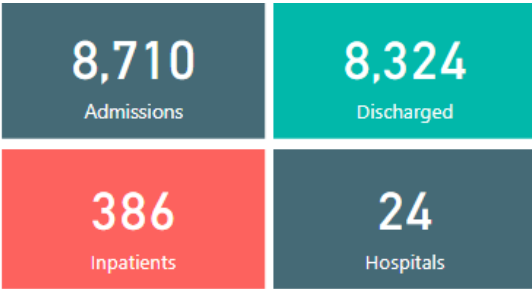 8,710
Admissions
8,324
Discharged
386
Inpatients
24
Hospitals